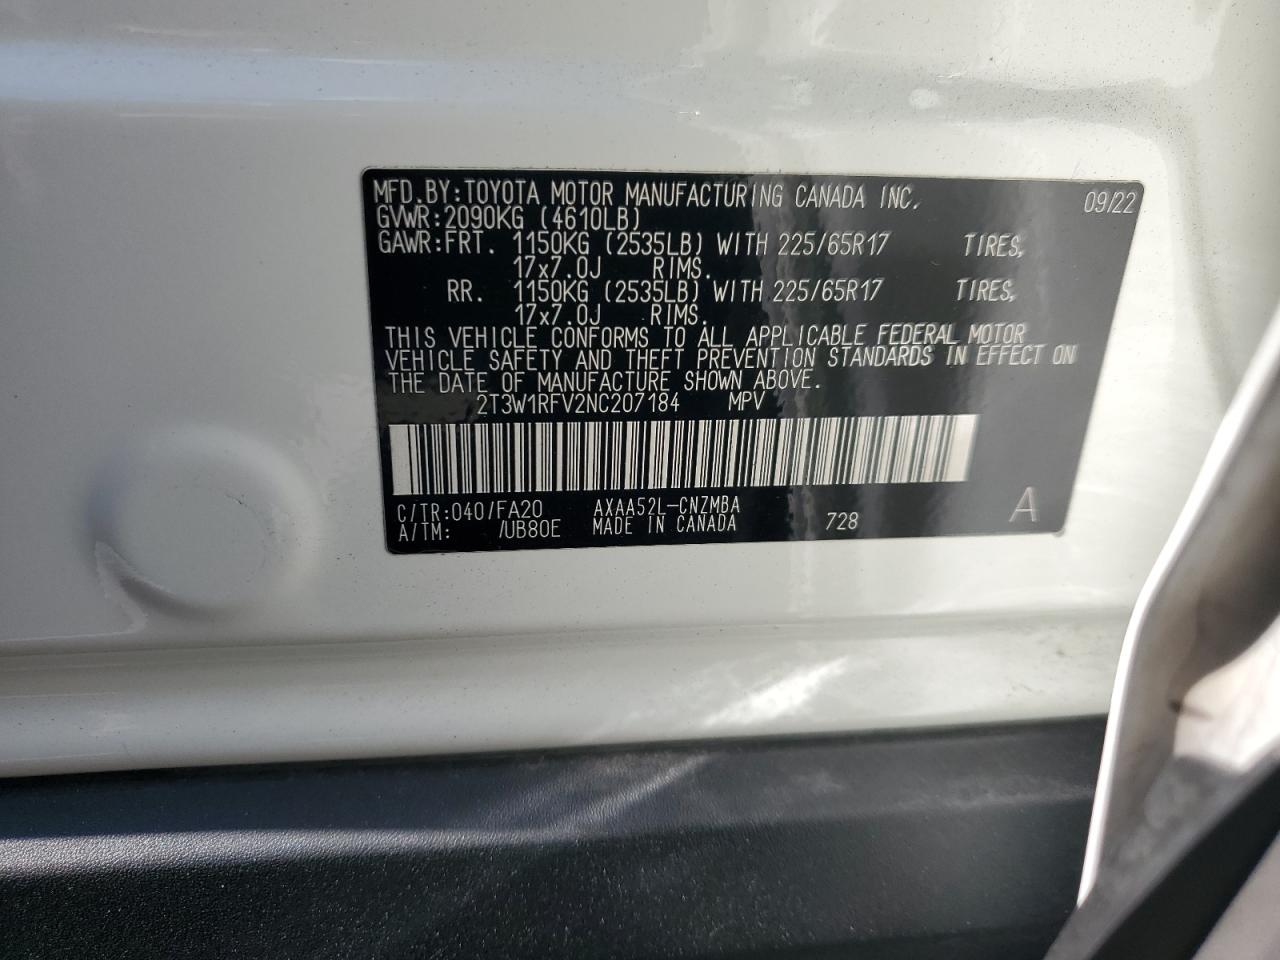 MFD.BY:TOYOTA MOTOR MANUFACTURING CANADA INC. 09/22
GVWR:2090KG (4610LB)
GAWR:FRT. 1150KG (2535LB) WITH 225/65R17 TIRES,
17x7.0J RIMS.
RR. 1150KG (2535LB) WITH 225/65R17 TIRES,
17x7.0J RIMS.
THIS VEHICLE CONFORMS TO ALL APPLICABLE FEDERAL MOTOR
VEHICLE SAFETY AND THEFT PREVENTION STANDARDS IN EFFECT ON
THE DATE OF MANUFACTURE SHOWN ABOVE.
2T3W1RFV2NC207184 MPV
C/TR:040/FA20 AXAA52L-CNZMBA
A/TM: /UB80E MADE IN CANADA 728 A